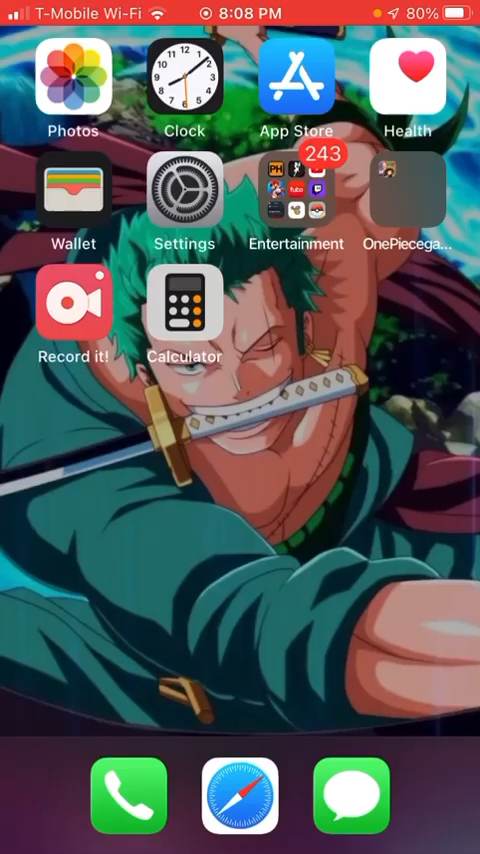 T-Mobile Wi-Fi 8:08 PM 80%
Photos Clock App Store Health
243
Wallet Settings Entertainment OnePiecega...
Record it! Calculator